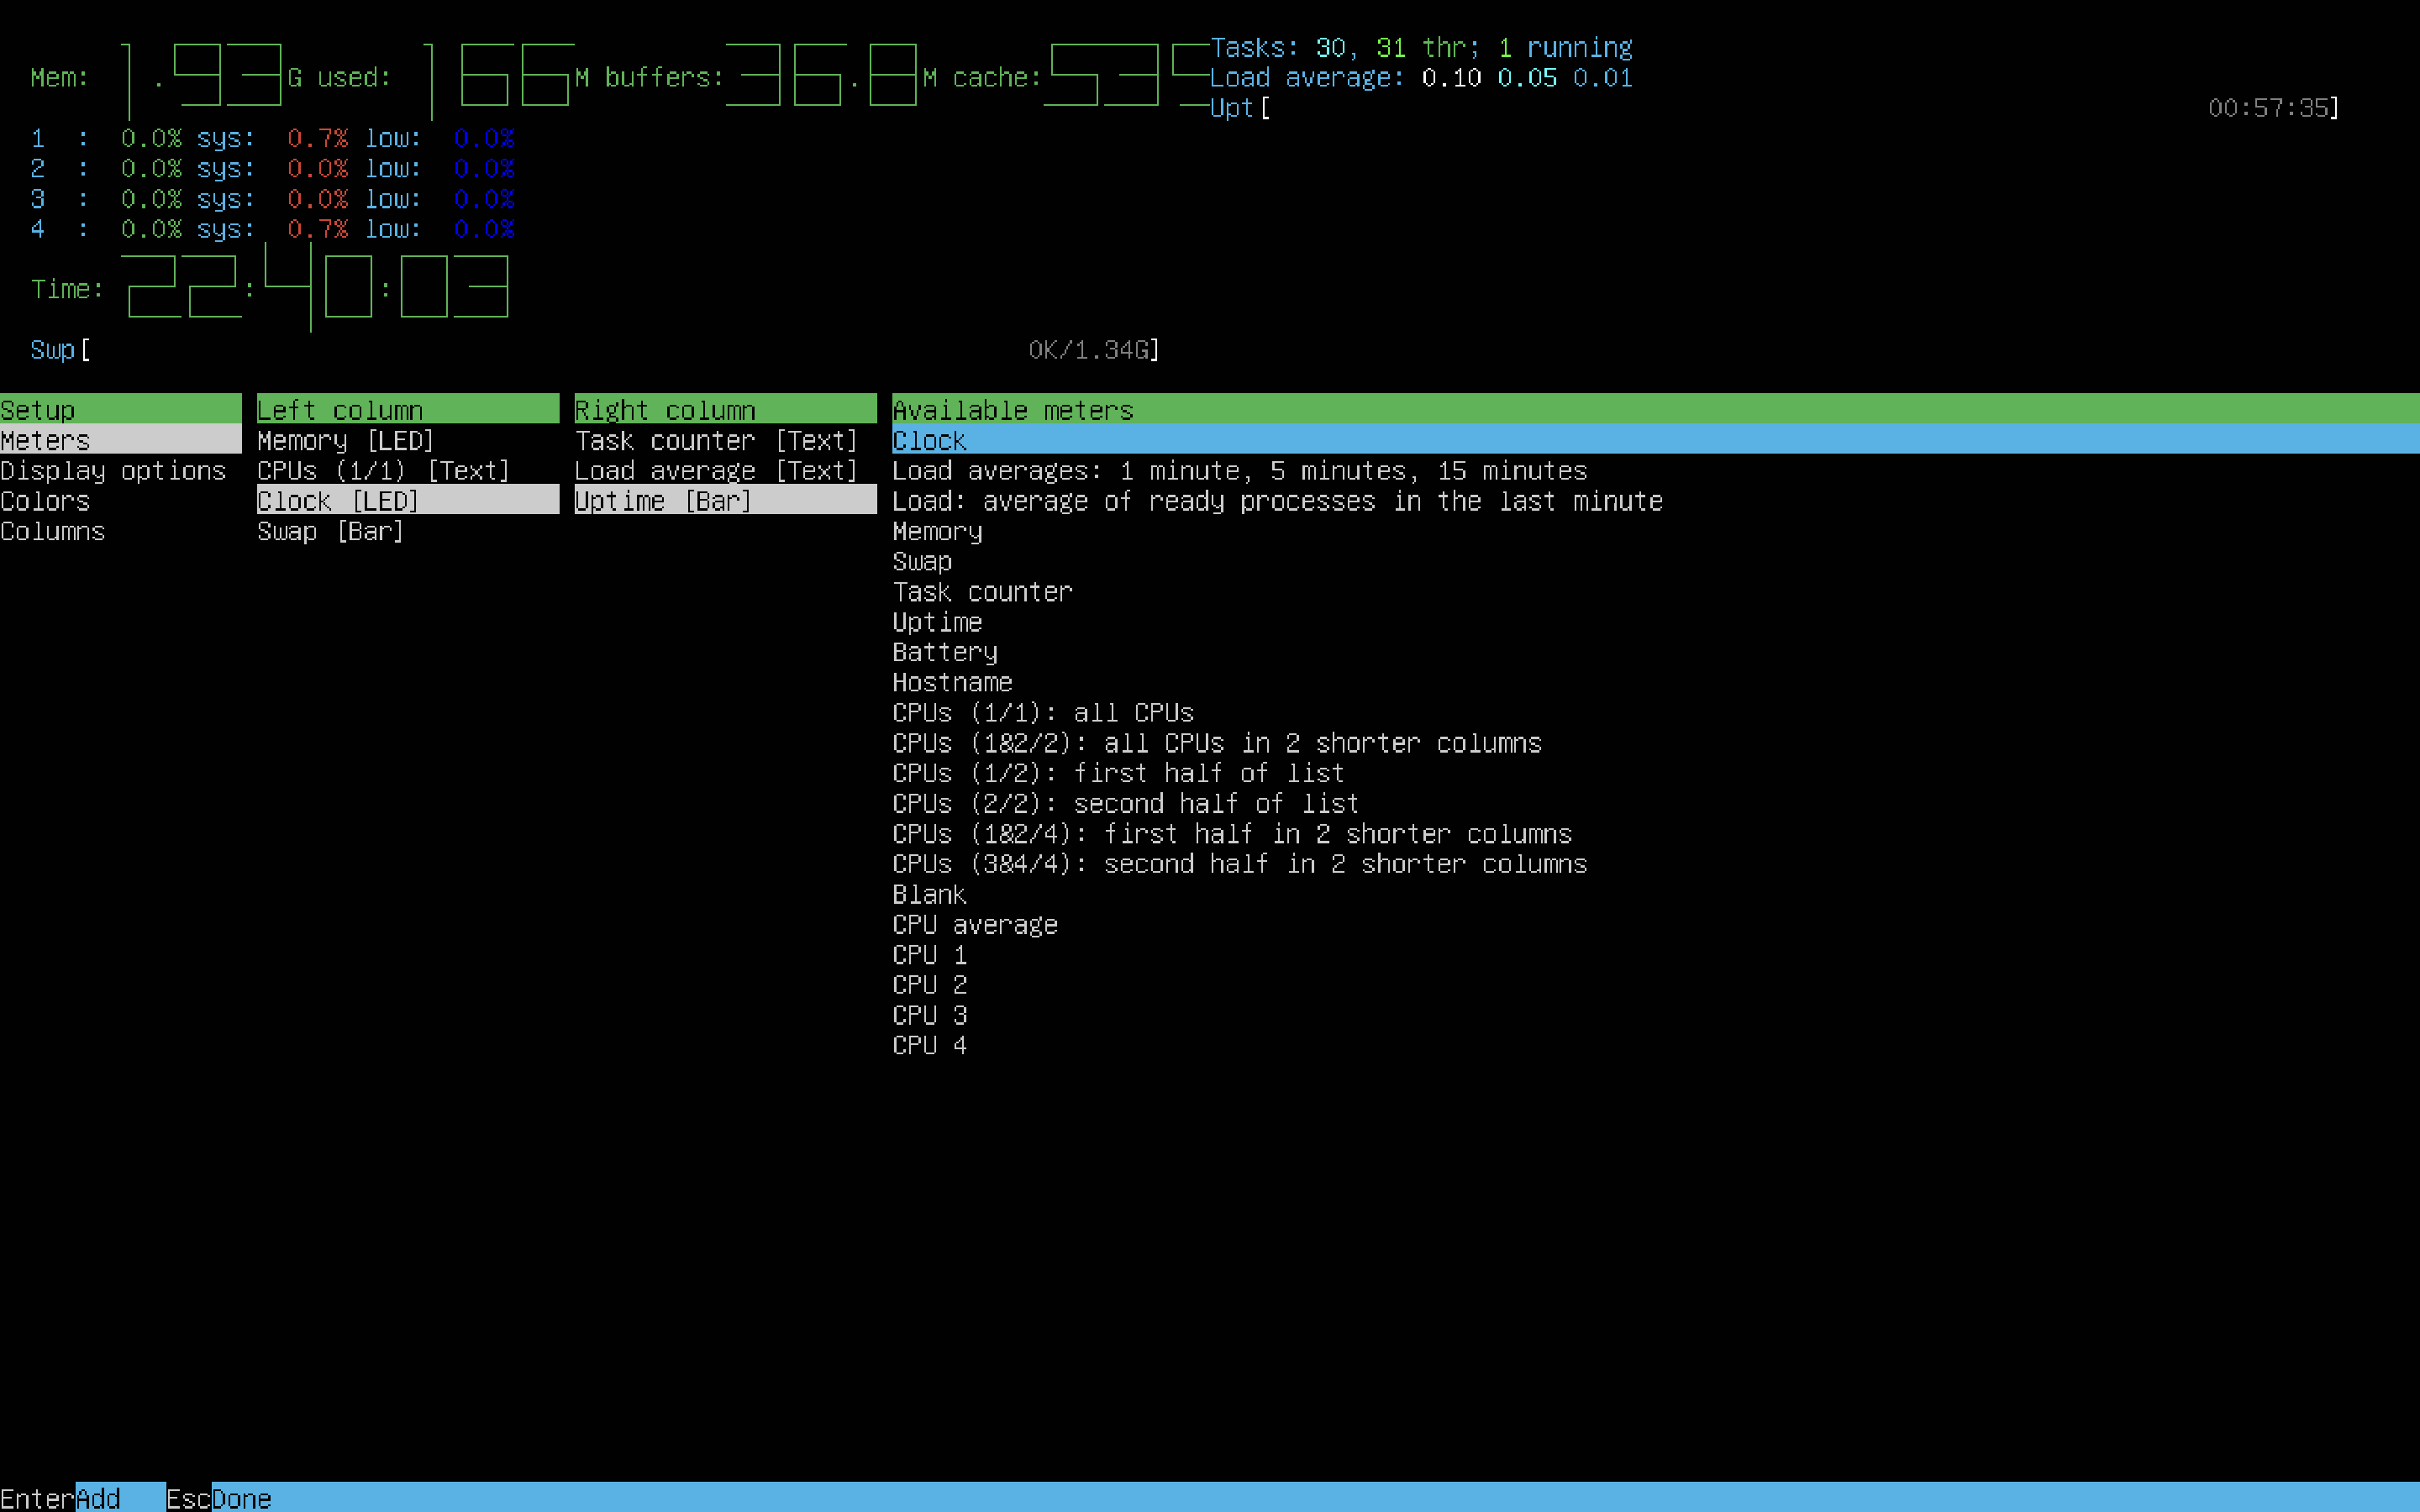 Mem: 1.93G used:166M buffers:36.8M cache:53
Tasks: 30, 31 thr; 1 running
Load average: 0.10 0.05 0.01
Upt[ 00:57:35]
1 : 0.0% sys: 0.7% low: 0.0%
2 : 0.0% sys: 0.0% low: 0.0%
3 : 0.0% sys: 0.0% low: 0.0%
4 : 0.0% sys: 0.7% low: 0.0%
Time: 22:40:03
Swp[ 0K/1.34G]
Setup
Meters
Display options
Colors
Columns
Left column
Memory [LED]
CPUs (1/1) [Text]
Clock [LED]
Swap [Bar]
Right column
Task counter [Text]
Load average [Text]
Uptime [Bar]
Available meters
Clock
Load averages: 1 minute, 5 minutes, 15 minutes
Load: average of ready processes in the last minute
Memory
Swap
Task counter
Uptime
Battery
Hostname
CPUs (1/1): all CPUs
CPUs (1&2/2): all CPUs in 2 shorter columns
CPUs (1/2): first half of list
CPUs (2/2): second half of list
CPUs (1&2/4): first half in 2 shorter columns
CPUs (3&4/4): second half in 2 shorter columns
Blank
CPU average
CPU 1
CPU 2
CPU 3
CPU 4
EnterAdd EscDone